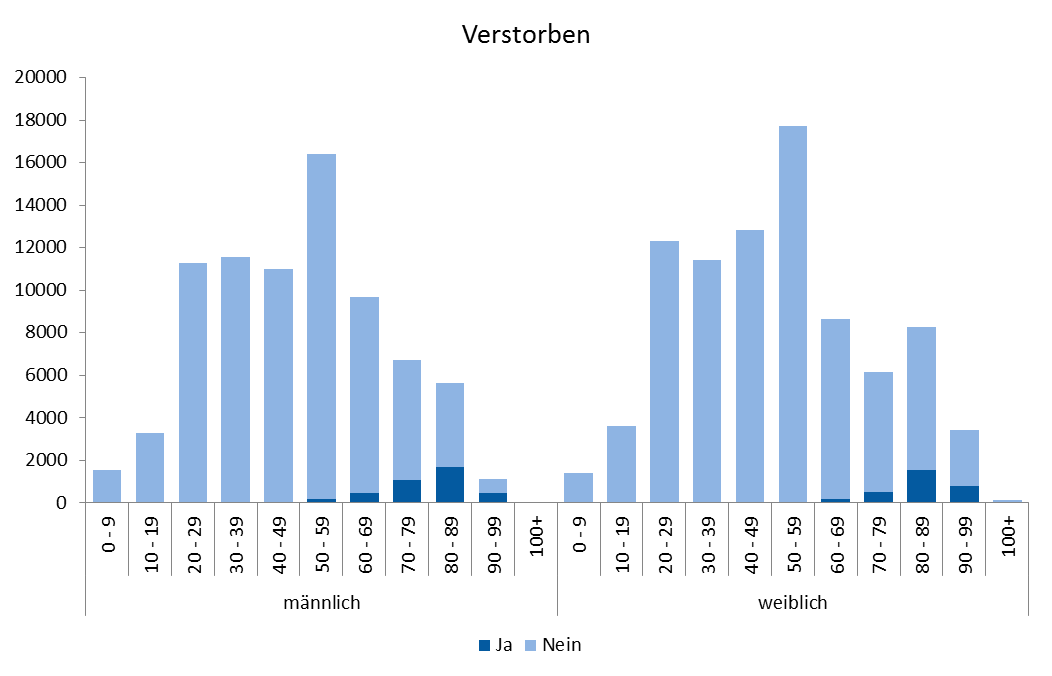 Verstorben
20000
18000
16000
14000
12000
10000
8000
6000
4000
2000
0
0 - 9
10 - 19
20 - 29
30 - 39
40 - 49
50 - 59
60 - 69
70 - 79
80 - 89
90 - 99
100+
0 - 9
10 - 19
20 - 29
30 - 39
40 - 49
50 - 59
60 - 69
70 - 79
80 - 89
90 - 99
100+
männlich
weiblich
Ja Nein